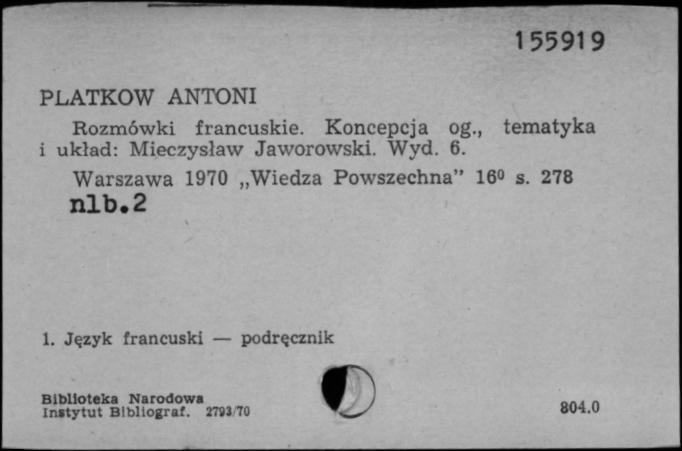 155919
PLATKOW ANTONI
Rozmówki francuskie. Koncepcja og., tematyka
i układ: Mieczysław Jaworowski. Wyd. 6.
Warszawa 1970 „Wiedza Powszechna” 16⁰ s. 278
nlb.2
1. Język francuski — podręcznik
Biblioteka Narodowa
Instytut Bibliograf. 2793/70
804.0